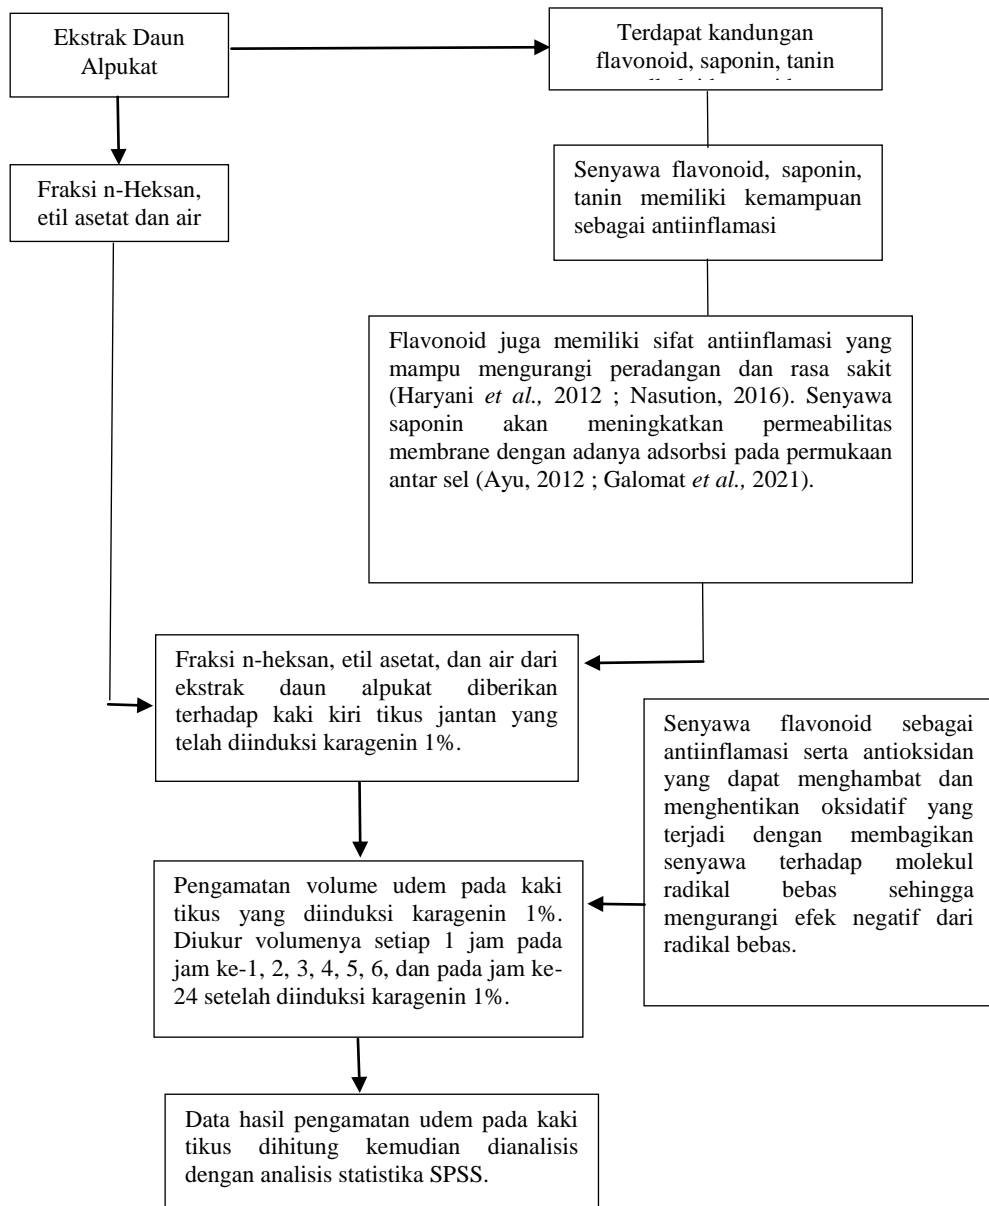 Ekstrak Daun
Alpukat
Terdapat kandungan
flavonoid, saponin, tanin
Fraksi n-Heksan,
etil asetat dan air
Senyawa flavonoid, saponin,
tanin memiliki kemampuan
sebagai antiinflamasi
Flavonoid juga memiliki sifat antiinflamasi yang
mampu mengurangi peradangan dan rasa sakit
(Haryani et al., 2012 ; Nasution, 2016). Senyawa
saponin akan meningkatkan permeabilitas
membrane dengan adanya adsorbsi pada permukaan
antar sel (Ayu, 2012 ; Galomat et al., 2021).
Fraksi n-heksan, etil asetat, dan air dari
ekstrak daun alpukat diberikan
terhadap kaki kiri tikus jantan yang
telah diinduksi karagenin 1%.
Senyawa flavonoid sebagai
antiinflamasi serta antioksidan
yang dapat menghambat dan
menghentikan oksidatif yang
terjadi dengan membagikan
senyawa terhadap molekul
radikal bebas sehingga
mengurangi efek negatif dari
radikal bebas.
Pengamatan volume udem pada kaki
tikus yang diinduksi karagenin 1%.
Diukur volumenya setiap 1 jam pada
jam ke-1, 2, 3, 4, 5, 6, dan pada jam ke-
24 setelah diinduksi karagenin 1%.
Data hasil pengamatan udem pada kaki
tikus dihitung kemudian dianalisis
dengan analisis statistika SPSS.